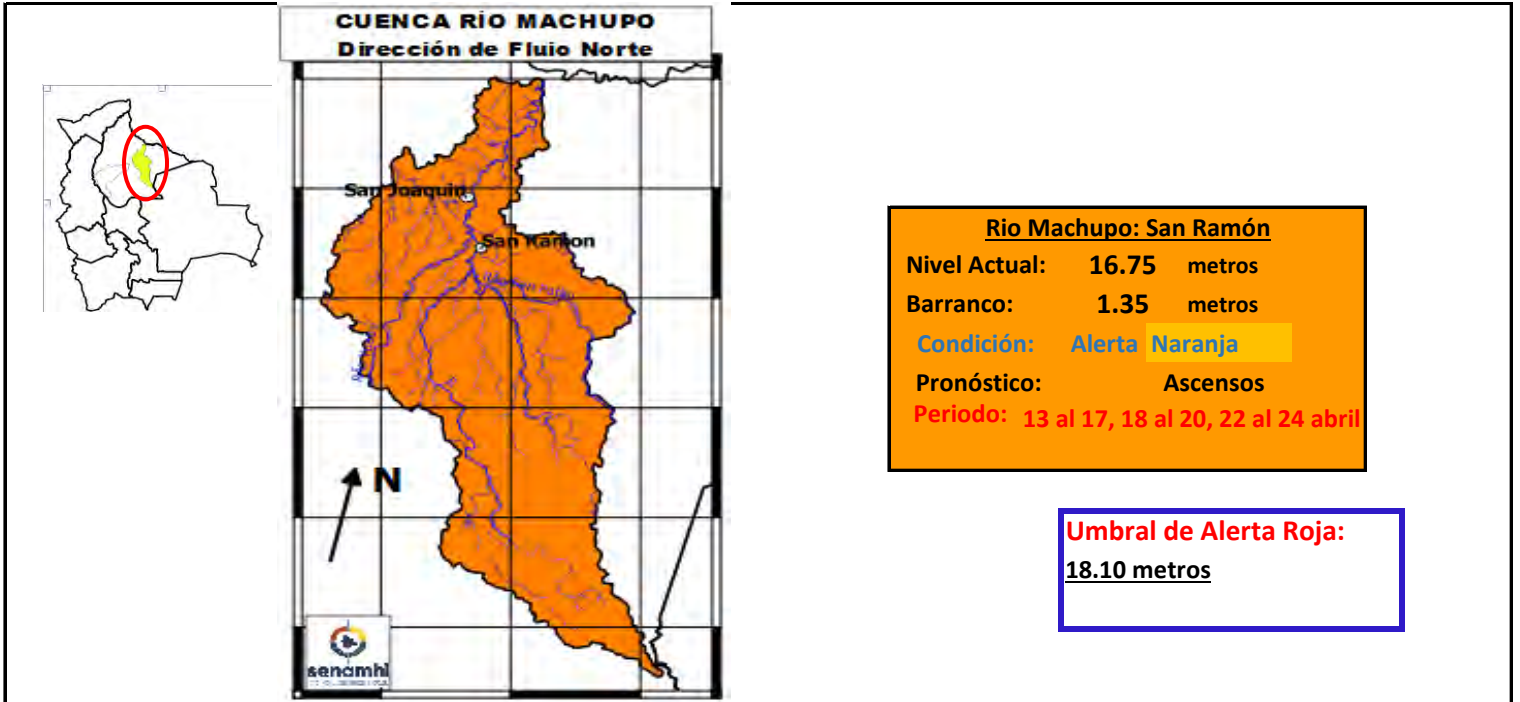 CUENCA RÍO MACHUPO
Dirección de Fluio Norte
San Joaquin
San Ramon
N
senamhi
Rio Machupo: San Ramón
Nivel Actual: 16.75 metros
Barranco: 1.35 metros
Condición: Alerta Naranja
Pronóstico: Ascensos
Periodo: 13 al 17, 18 al 20, 22 al 24 abril
Umbral de Alerta Roja:
18.10 metros